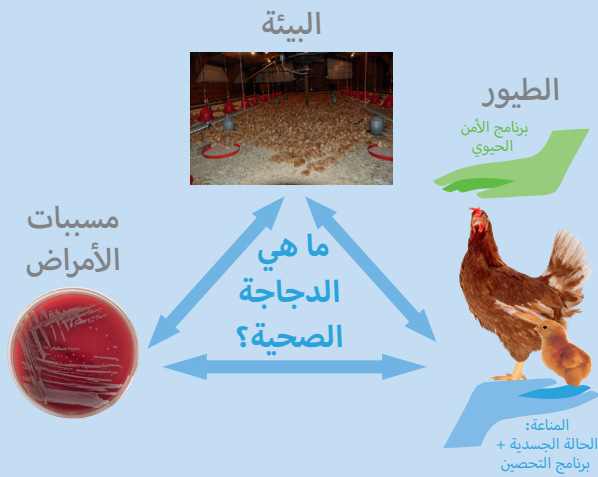 البيئة
الطيور
برنامج الأمن
الحيوي
مسببات
الأمراض
ما هي
الدجاجة
الصحية؟
المناعة:
الحالة الجسدية +
برنامج التحصين